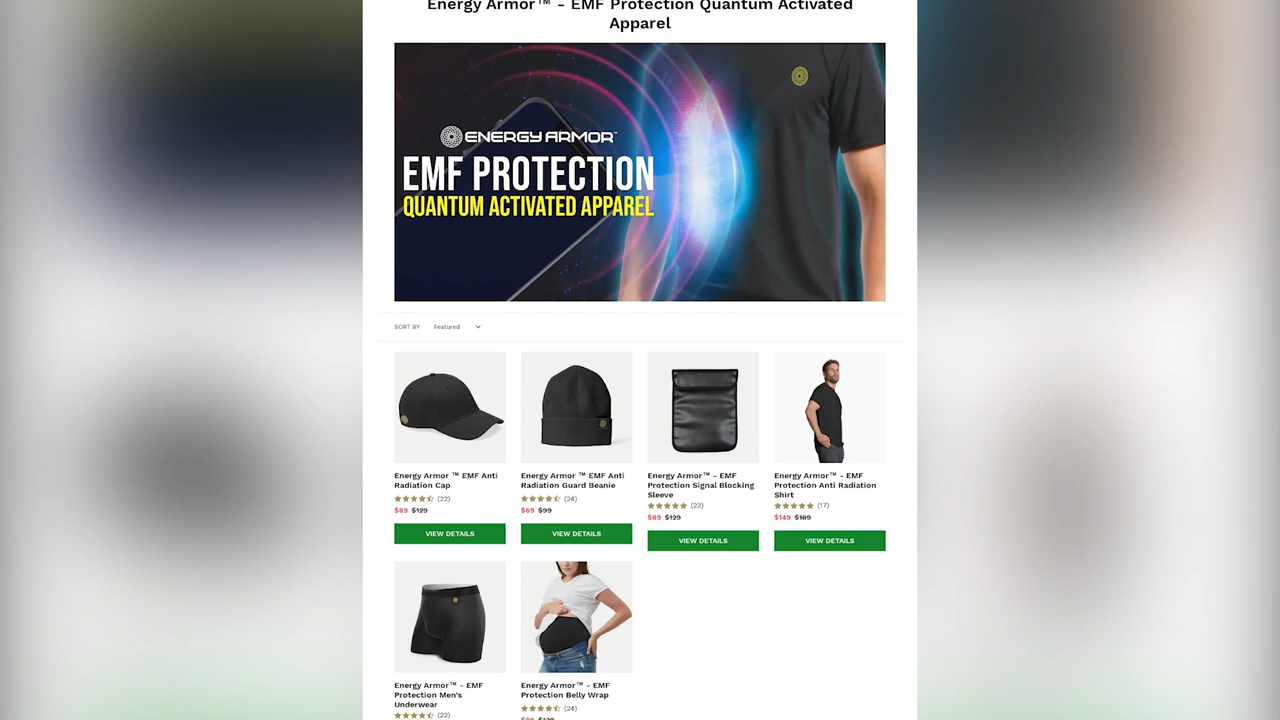 Energy Armor™ - EMF Protection Quantum Activated
Apparel
ENERGY ARMOR™
EMF PROTECTION
QUANTUM ACTIVATED APPAREL
SORT BY Featured
Energy Armor ™ EMF Anti
Radiation Cap
(22)
$89 $129
VIEW DETAILS
Energy Armor ™ EMF Anti
Radiation Guard Beanie
(24)
$69 $99
VIEW DETAILS
Energy Armor™ - EMF
Protection Signal Blocking
Sleeve
(22)
$89 $129
VIEW DETAILS
Energy Armor™ - EMF
Protection Anti Radiation
Shirt
(17)
$149 $189
VIEW DETAILS
Energy Armor™ - EMF
Protection Men's
Underwear
(22)
Energy Armor™ - EMF
Protection Belly Wrap
(24)
$89 $129